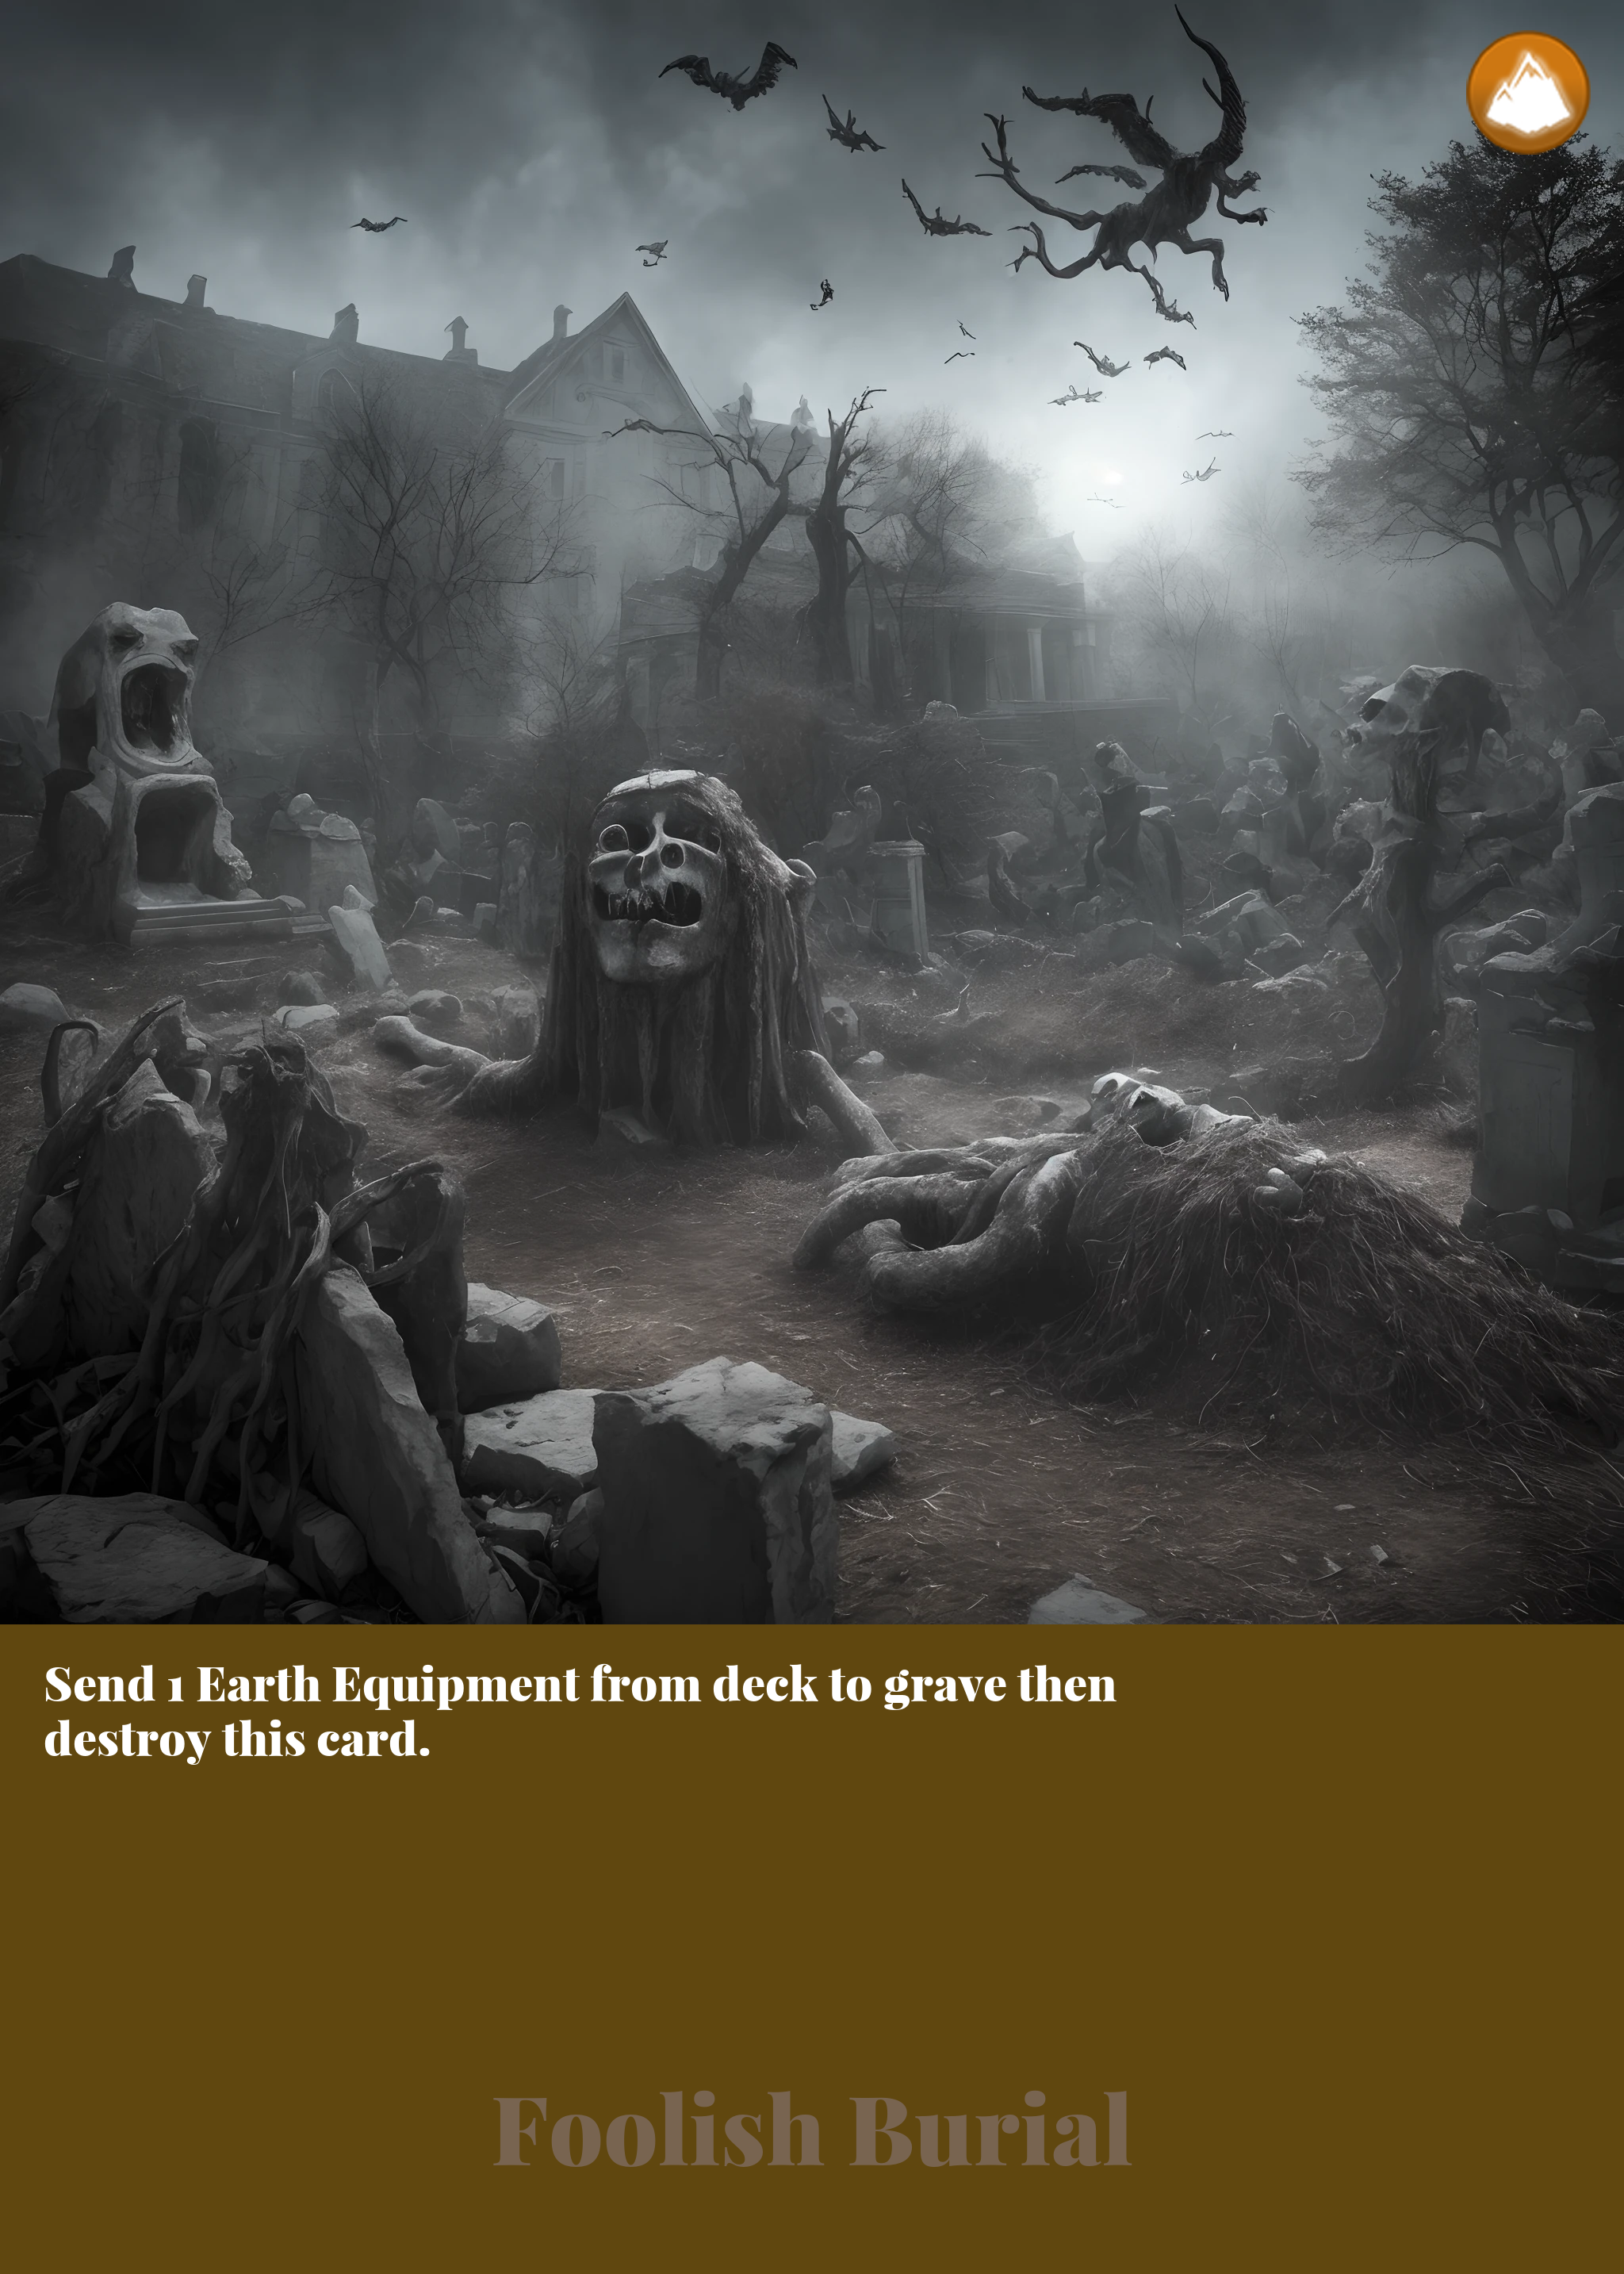 Send 1 Earth Equipment from deck to grave then
destroy this card.
Foolish Burial